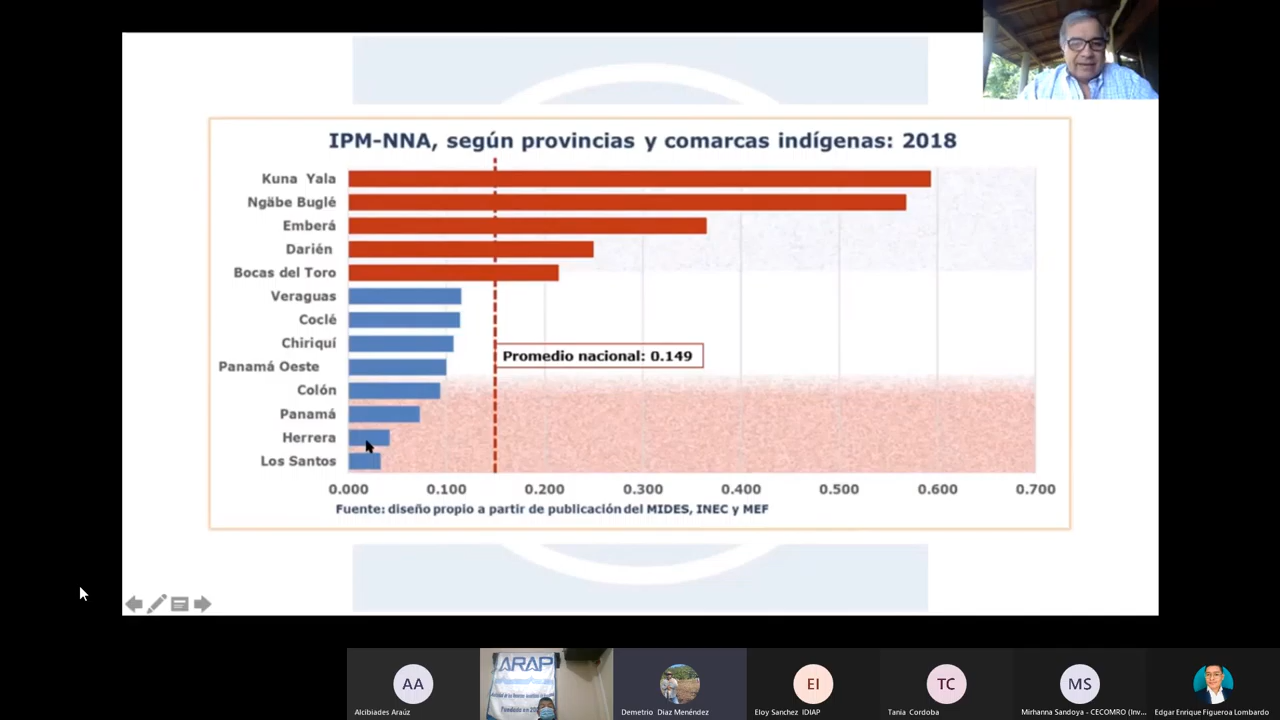 IPM-NNA, según provincias y comarcas indígenas: 2018
Kuna Yala
Ngäbe Buglé
Emberá
Darién
Bocas del Toro
Veraguas
Coclé
Chiriquí
Panamá Oeste
Colón
Panamá
Herrera
Los Santos
Promedio nacional: 0.149
0.000 0.100 0.200 0.300 0.400 0.500 0.600 0.700
Fuente: diseño propio a partir de publicación del MIDES, INEC y MEF
AA
Alcibiades Araúz
ARAP
Demetrio Diaz Menéndez
EI
Eloy Sanchez IDIAP
TC
Tania Cordoba
MS
Mirhanna Sandoya - CECOMRO (Inv...
Edgar Enrique Figueroa Lombardo